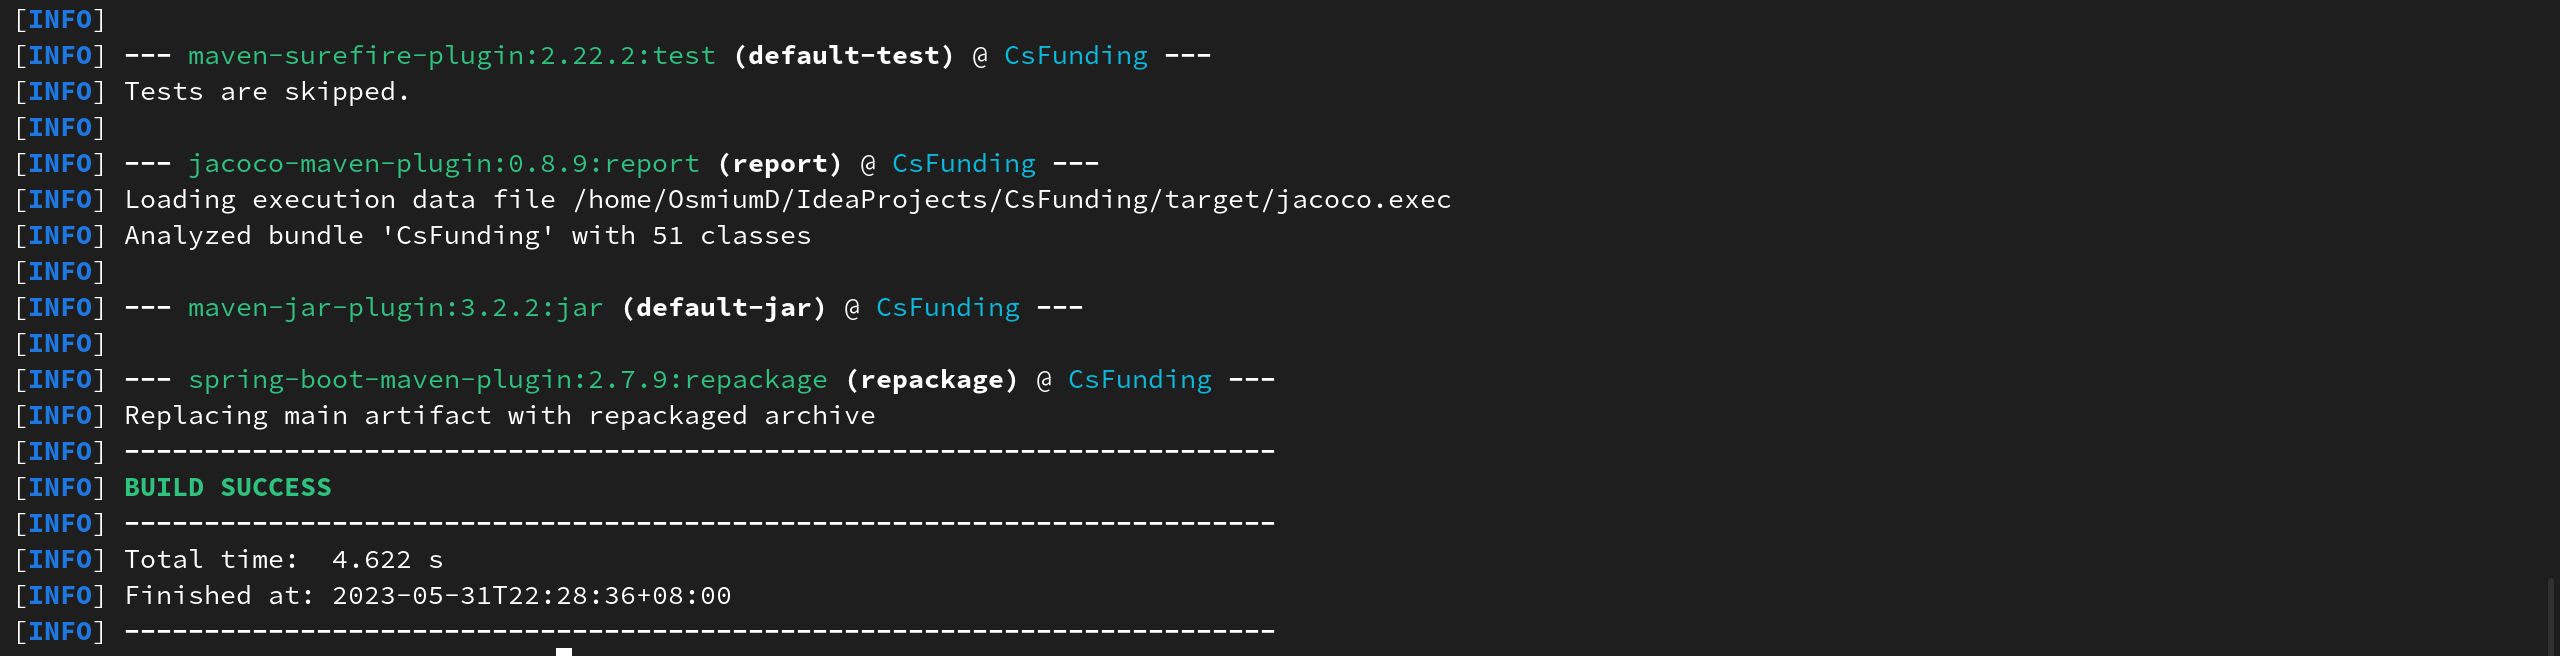 [INFO]
[INFO] --- maven-surefire-plugin:2.22.2:test (default-test) @ CsFunding ---
[INFO] Tests are skipped.
[INFO]
[INFO] --- jacoco-maven-plugin:0.8.9:report (report) @ CsFunding ---
[INFO] Loading execution data file /home/OsmiumD/IdeaProjects/CsFunding/target/jacoco.exec
[INFO] Analyzed bundle 'CsFunding' with 51 classes
[INFO]
[INFO] --- maven-jar-plugin:3.2.2:jar (default-jar) @ CsFunding ---
[INFO]
[INFO] --- spring-boot-maven-plugin:2.7.9:repackage (repackage) @ CsFunding ---
[INFO] Replacing main artifact with repackaged archive
[INFO] ------------------------------------------------------------------------
[INFO] BUILD SUCCESS
[INFO] ------------------------------------------------------------------------
[INFO] Total time:  4.622 s
[INFO] Finished at: 2023-05-31T22:28:36+08:00
[INFO] ------------------------------------------------------------------------